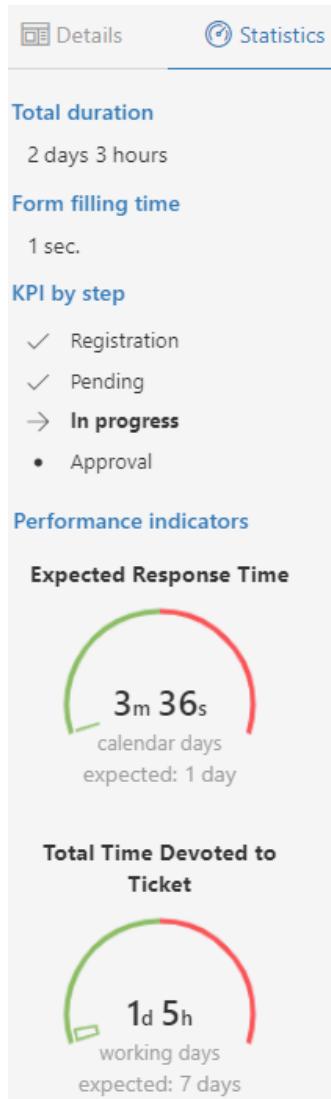 Details
Statistics
Total duration
2 days 3 hours
Form filling time
1 sec.
KPI by step
Registration
Pending
In progress
Approval
Performance indicators
Expected Response Time
3m 36s
calendar days
expected: 1 day
Total Time Devoted to
Ticket
1d 5h
working days
expected: 7 days